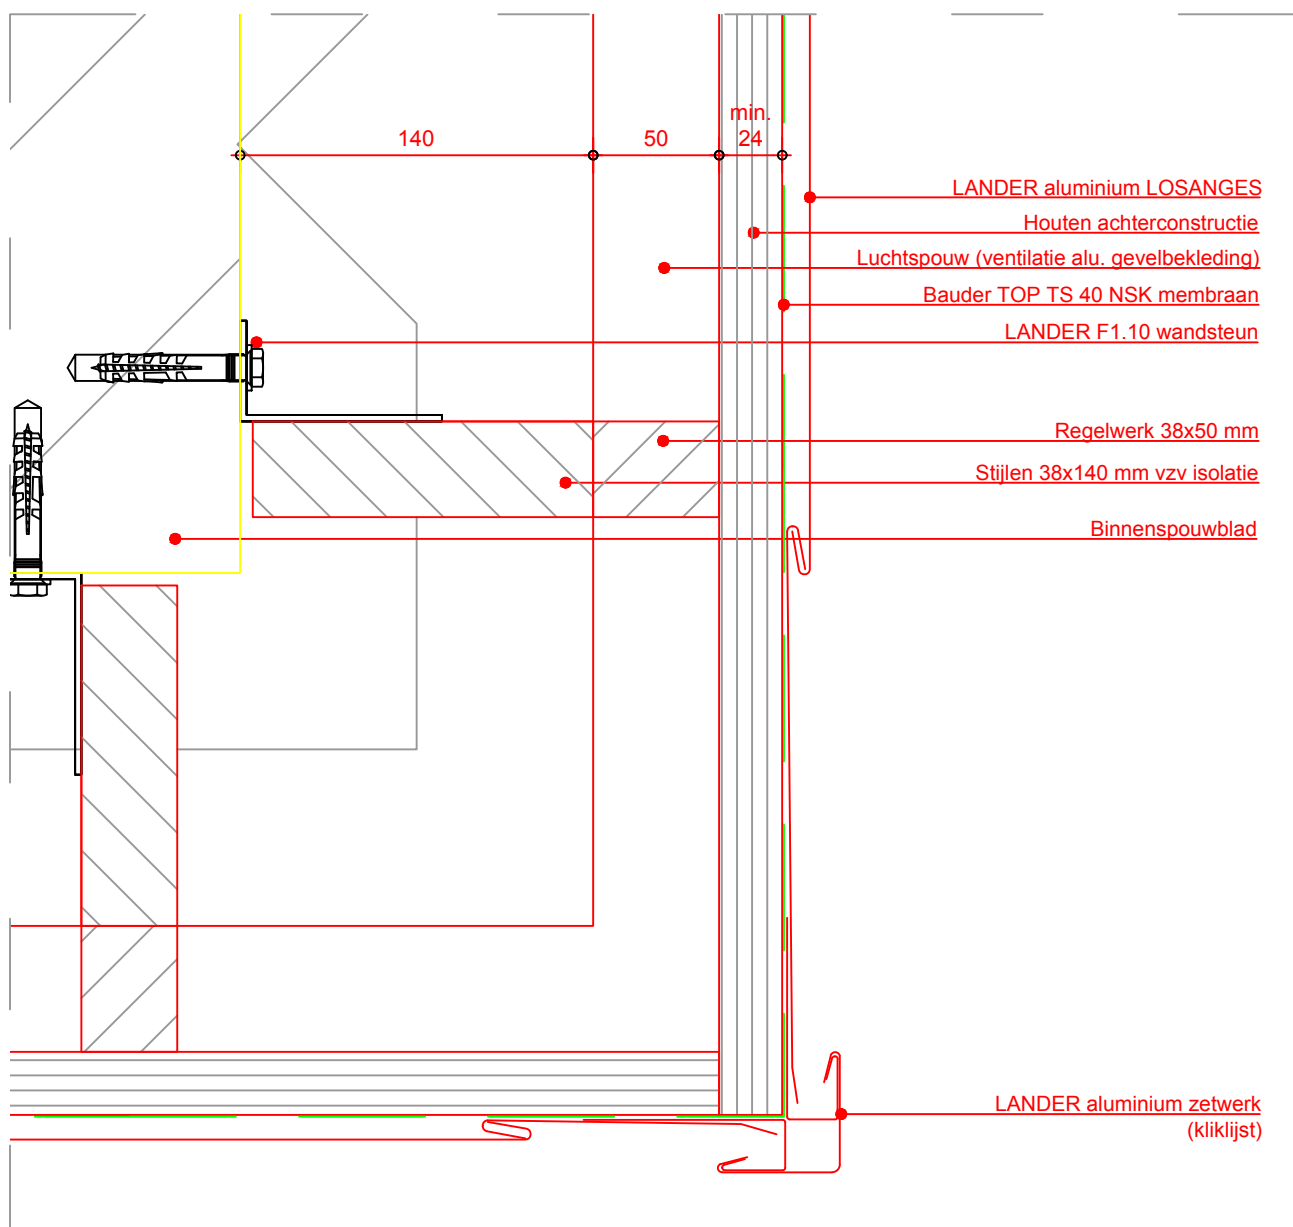 min.
140
50
24
LANDER aluminium LOSANGES
Houten achterconstructie
Luchtspouw (ventilatie alu. gevelbekleding)
Bauder TOP TS 40 NSK membraan
LANDER F1.10 wandsteun
Regelwerk 38x50 mm
Stijlen 38x140 mm vzv isolatie
Binnenspouwblad
LANDER aluminium zetwerk
(kliklijst)